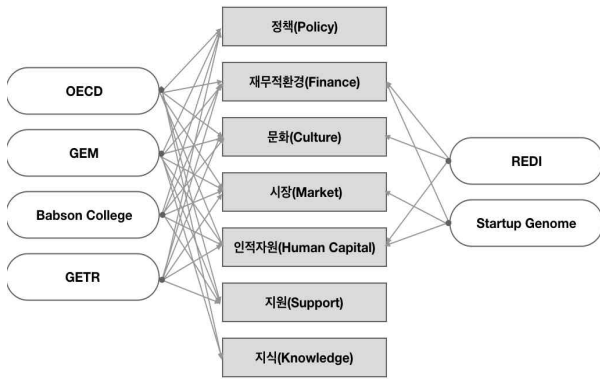 정책(Policy)
재무적환경(Finance)
문화(Culture)
시장(Market)
인적자원(Human Capital)
지원(Support)
지식(Knowledge)
OECD
GEM
Babson College
GETR
REDI
Startup Genome